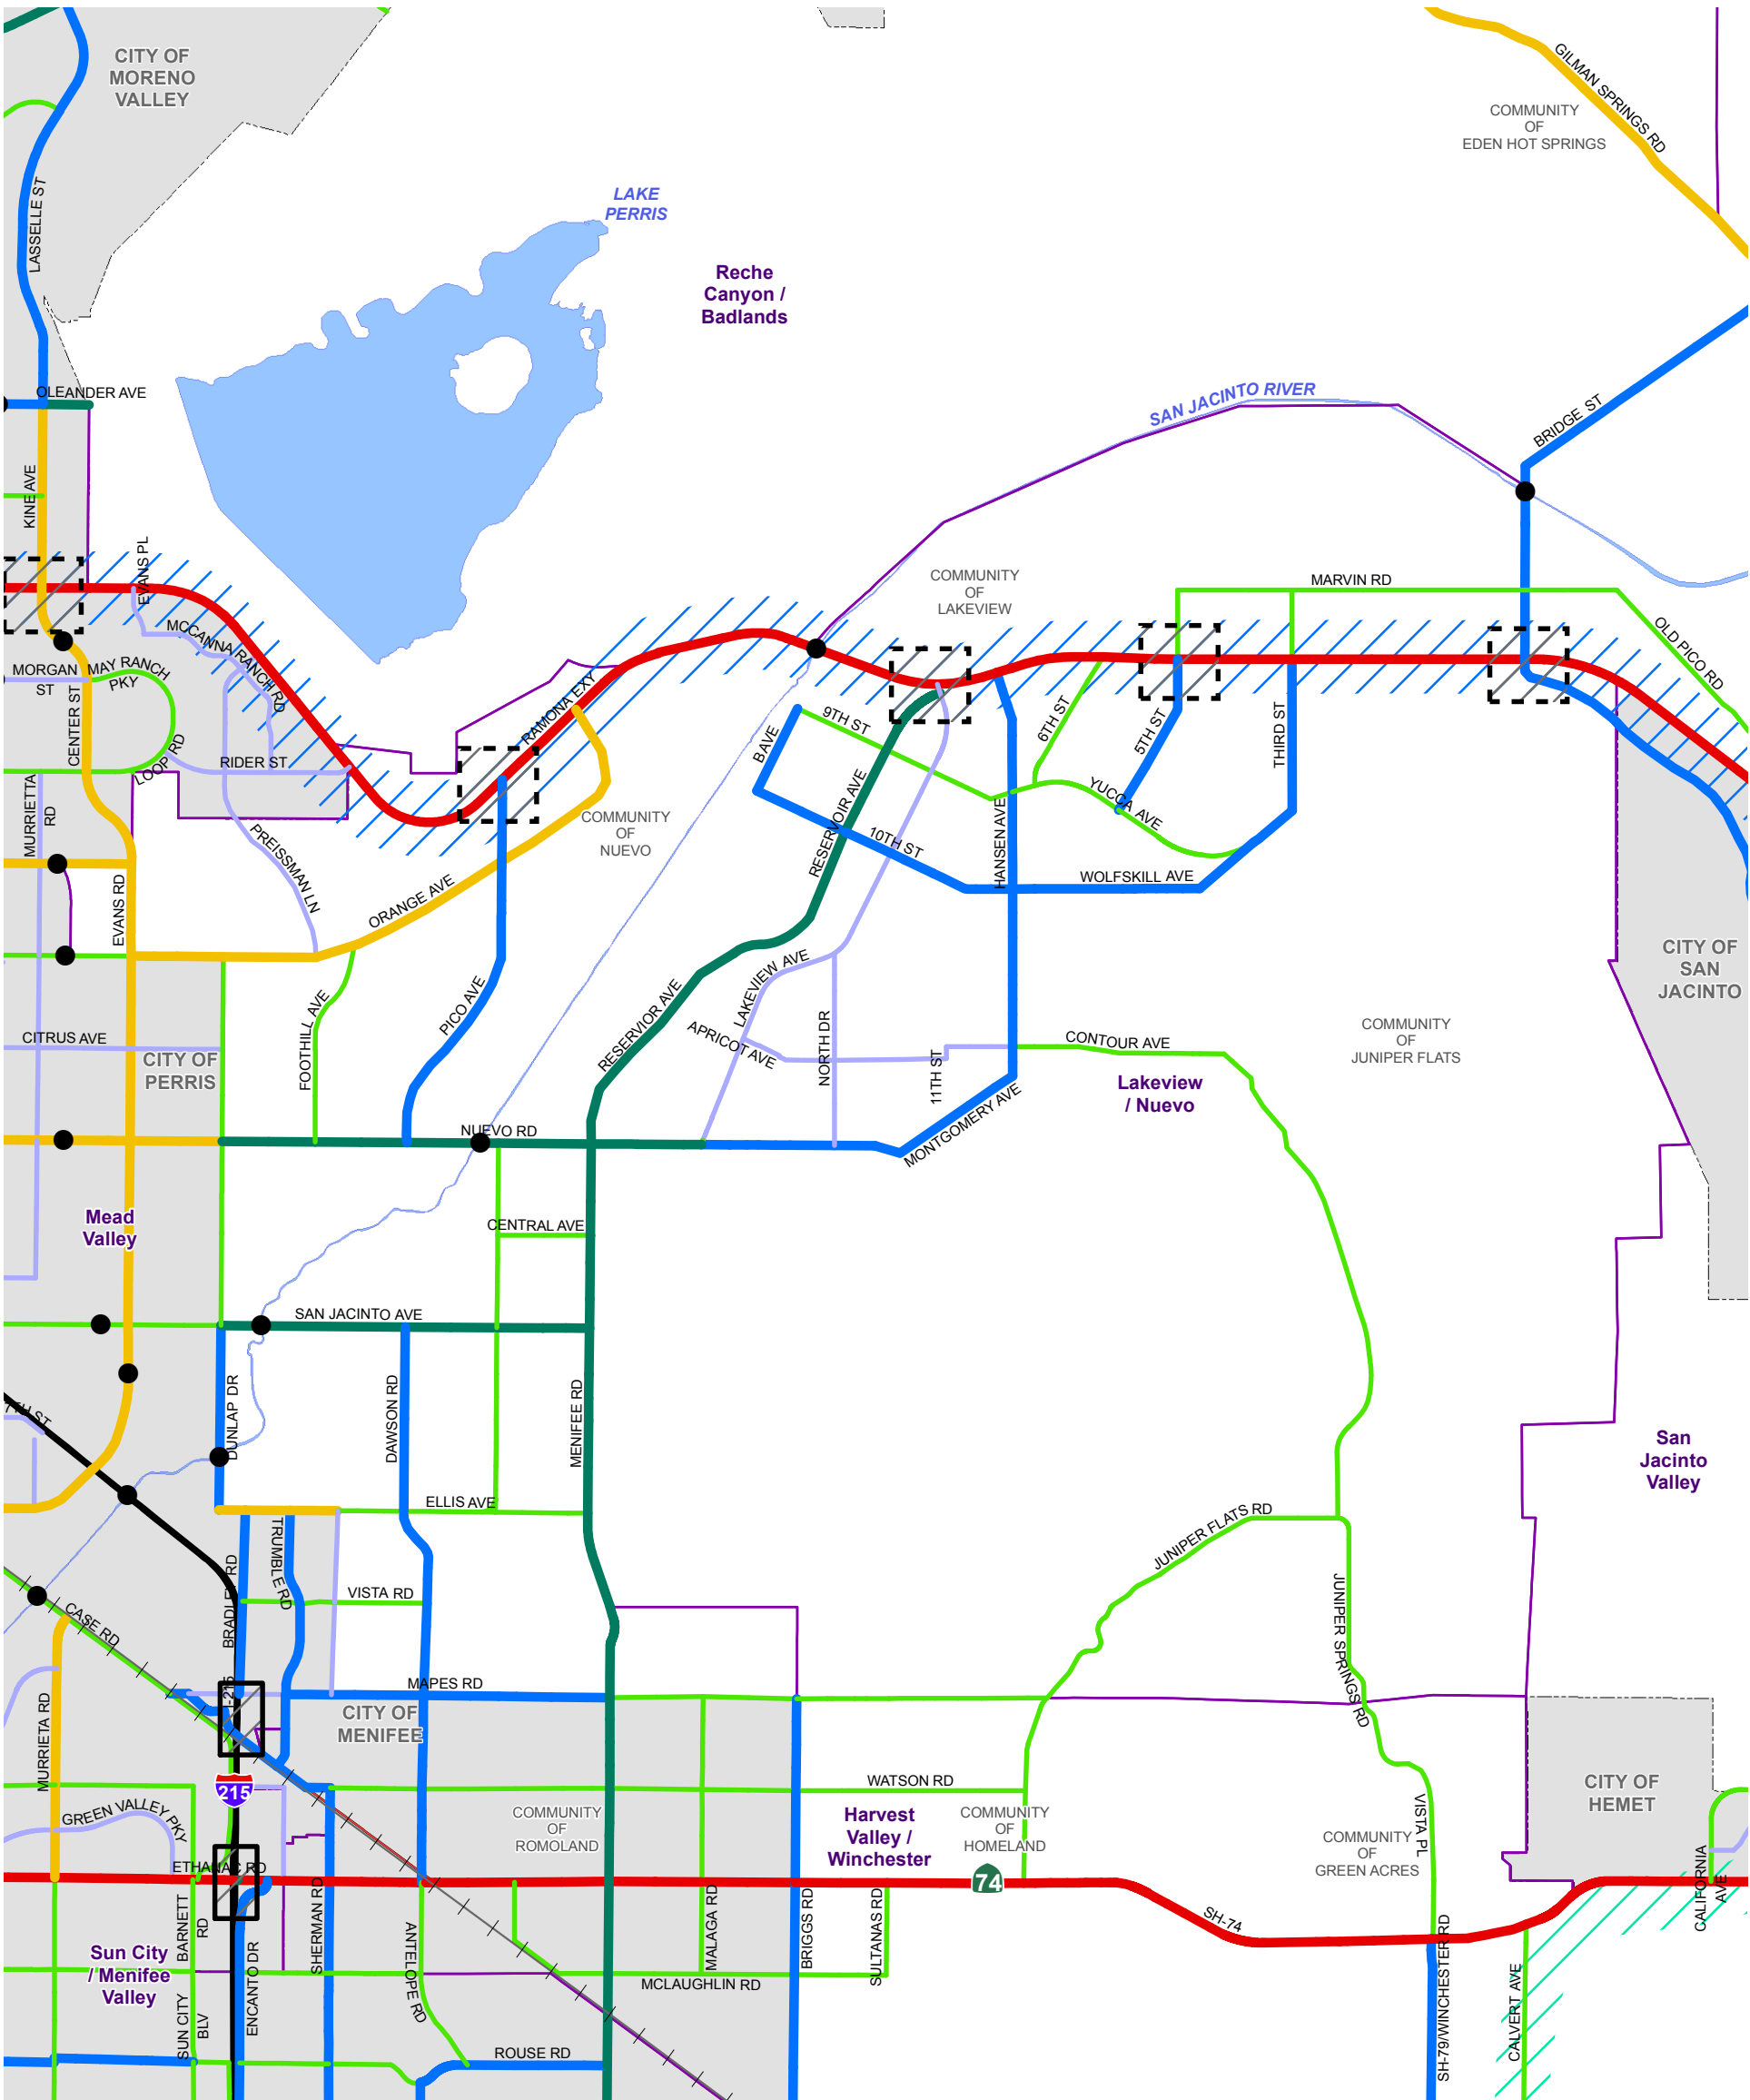 CITY OF
MORENO
VALLEY
GILMAN SPRINGS RD
COMMUNITY
OF
EDEN HOT SPRINGS
LASSELLE ST
LAKE
PERRIS
Reche
Canyon /
Badlands
OLEANDER AVE
SAN JACINTO RIVER
BRIDGE ST
KINE AVE
EVANS PL
COMMUNITY
OF
LAKEVIEW
MARVIN RD
MCCANNA RANCH RD
OLD PICO RD
MORGAN
ST
MAY RANCH
PKY
CENTER ST
LOOP RD
RIDER ST
RAMONA EXY
B AVE
9TH ST
6TH ST
5TH ST
THIRD ST
YUCCA AVE
MURRIETTA
RD
PREISSMAN LN
COMMUNITY
OF
NUEVO
RESERVOIR AVE
10TH ST
HANSEN AVE
WOLFSKILL AVE
EVANS RD
ORANGE AVE
CITY OF
SAN
JACINTO
FOOTHILL AVE
PICO AVE
RESERVIOR AVE
LAKEVIEW AVE
APRICOT AVE
NORTH DR
11TH ST
CONTOUR AVE
COMMUNITY
OF
JUNIPER FLATS
CITRUS AVE
CITY OF
PERRIS
Lakeview
/ Nuevo
NUEVO RD
MONTGOMERY AVE
Mead
Valley
CENTRAL AVE
SAN JACINTO AVE
7TH ST
DUNLAP DR
DAWSON RD
MENIFEE RD
San
Jacinto
Valley
ELLIS AVE
JUNIPER FLATS RD
TRUMBLE RD
BRADLEY RD
VISTA RD
CASE RD
JUNIPER SPRINGS RD
I-215
MAPES RD
CITY OF
MENIFEE
MURRIETA RD
215
WATSON RD
CITY OF
HEMET
GREEN VALLEY PKY
COMMUNITY
OF
ROMOLAND
Harvest
Valley /
Winchester
COMMUNITY
OF
HOMELAND
VISTA PL
COMMUNITY
OF
GREEN ACRES
ETHANAC RD
74
SH-74
CALIFORNIA
AVE
BARNETT
RD
SHERMAN RD
MALAGA RD
BRIGGS RD
SULTANAS RD
Sun City
/ Menifee
Valley
ENCANTO DR
ANTELOPE RD
MCLAUGHLIN RD
SH-79/WINCHESTER RD
CALVERT AVE
SUN CITY
BLV
ROUSE RD